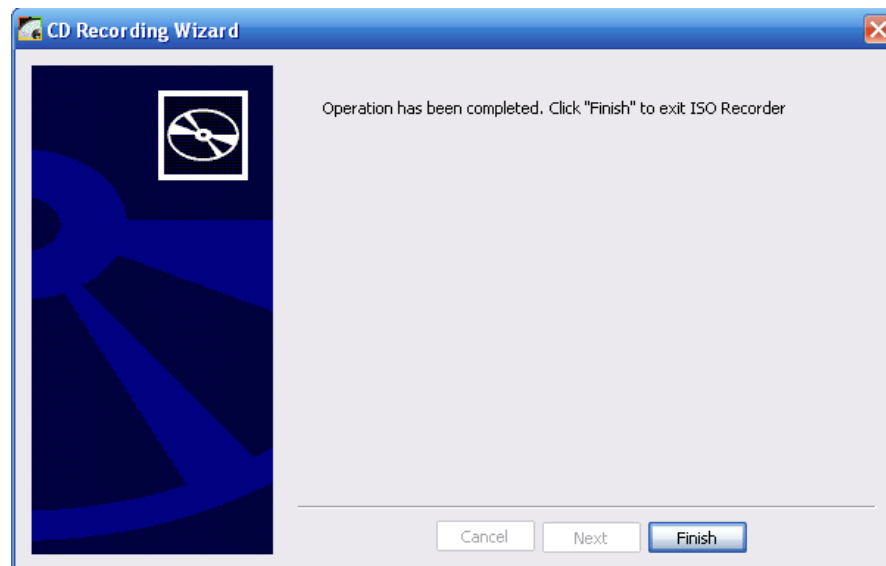 CD Recording Wizard
Operation has been completed. Click "Finish" to exit ISO Recorder
Cancel Next Finish